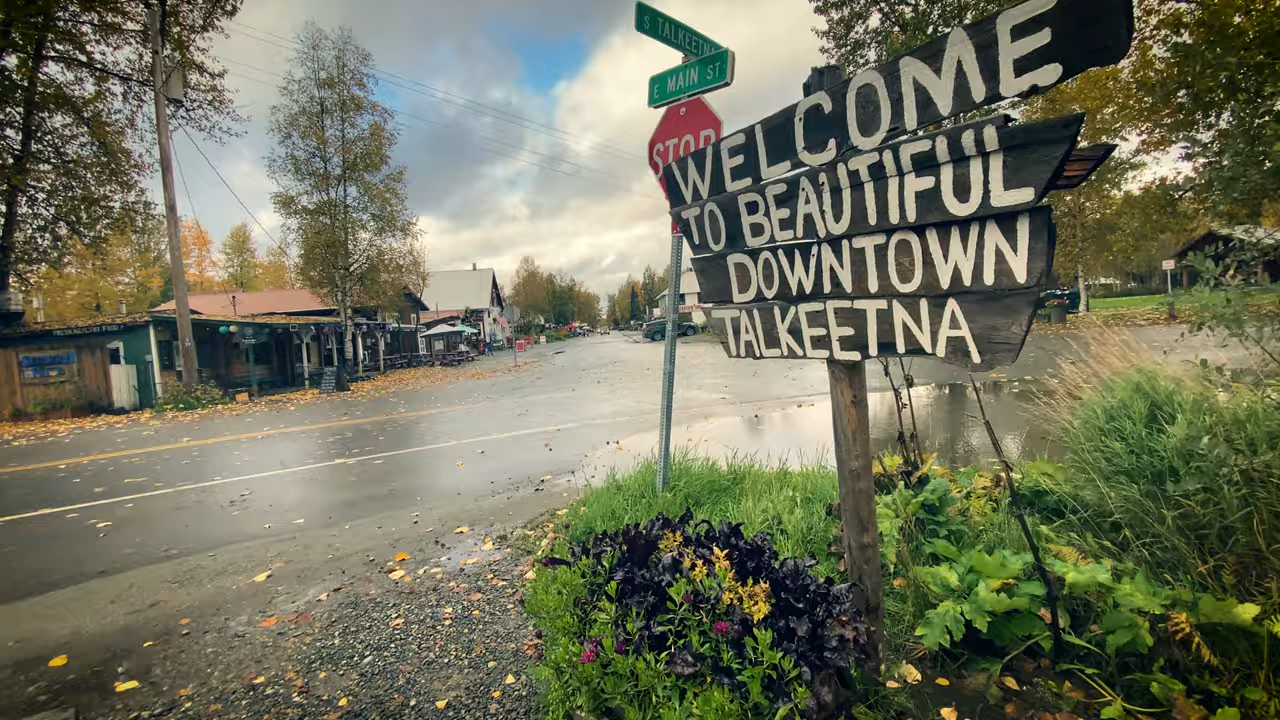 S TALKEETNA
E MAIN ST
STOP
WELCOME
TO BEAUTIFUL
DOWNTOWN
TALKEETNA